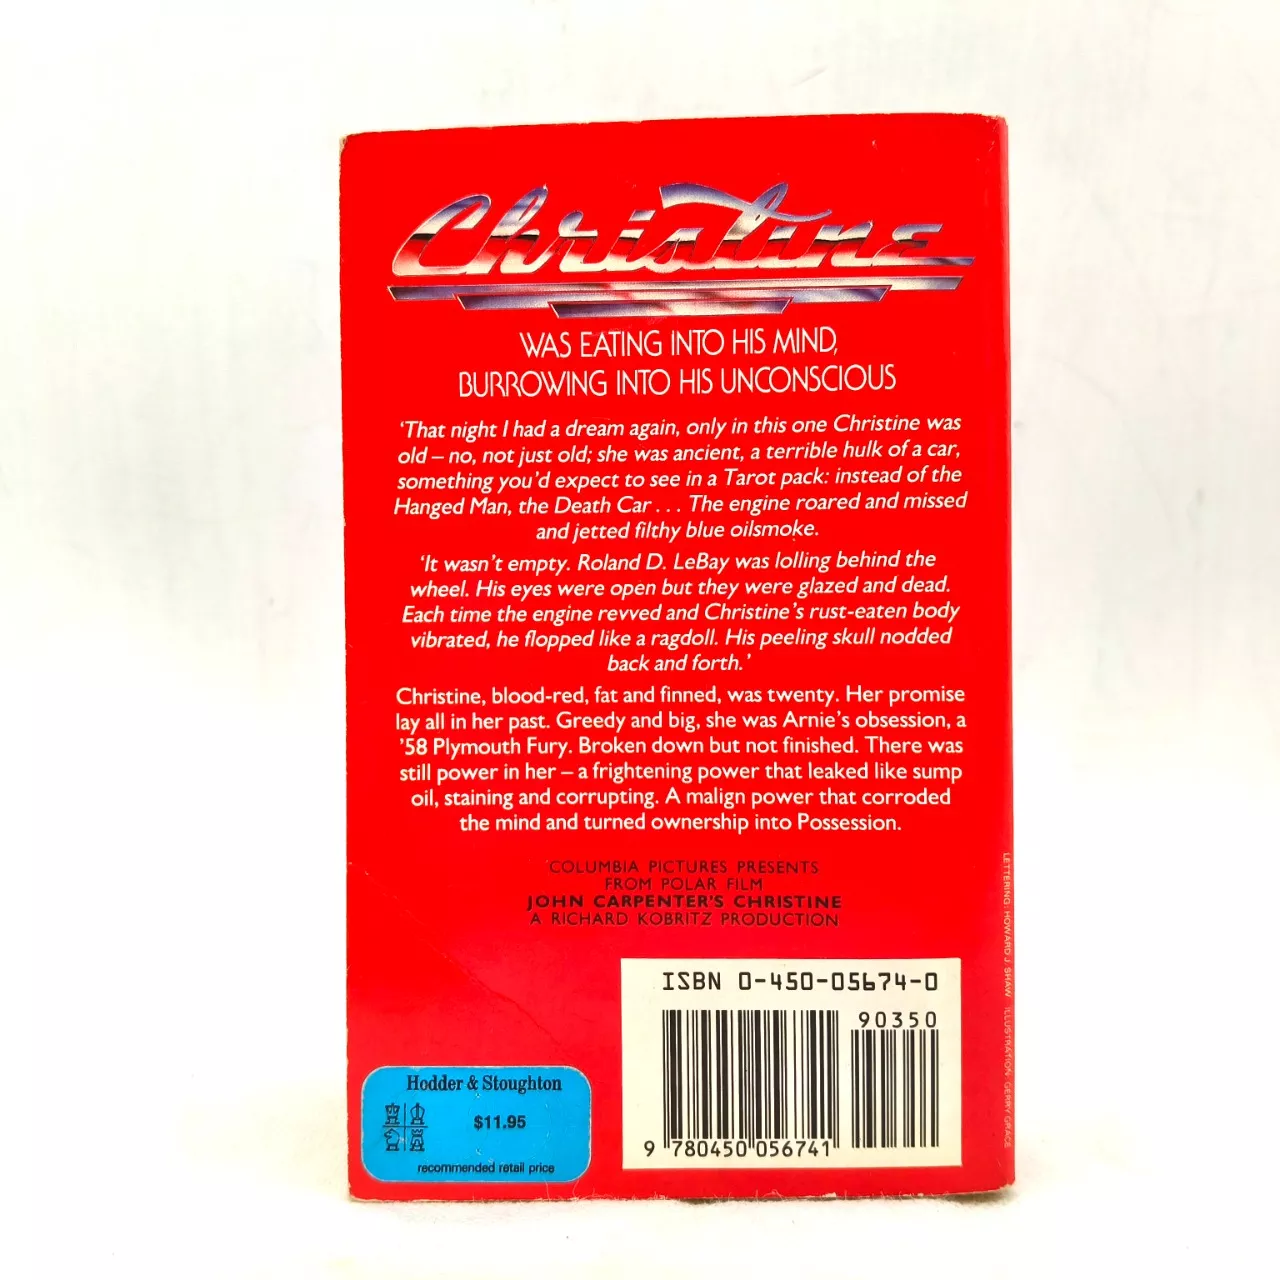 Christine
WAS EATING INTO HIS MIND,
BURROWING INTO HIS UNCONSCIOUS
‘That night I had a dream again, only in this one Christine was
old – no, not just old; she was ancient, a terrible hulk of a car,
something you’d expect to see in a Tarot pack: instead of the
Hanged Man, the Death Car . . . The engine roared and missed
and jetted filthy blue oilsmoke.
‘It wasn’t empty. Roland D. LeBay was lolling behind the
wheel. His eyes were open but they were glazed and dead.
Each time the engine revved and Christine’s rust-eaten body
vibrated, he flopped like a ragdoll. His peeling skull nodded
back and forth.’
Christine, blood-red, fat and finned, was twenty. Her promise
lay all in her past. Greedy and big, she was Arnie’s obsession, a
’58 Plymouth Fury. Broken down but not finished. There was
still power in her – a frightening power that leaked like sump
oil, staining and corrupting. A malign power that corroded
the mind and turned ownership into Possession.
COLUMBIA PICTURES PRESENTS
FROM POLAR FILM
JOHN CARPENTER'S CHRISTINE
A RICHARD KOBRITZ PRODUCTION
LETTERING: HOWARD J. SHAW ILLUSTRATION: GERRY GRACE
ISBN 0-450-05674-0
90350
9 780450 056741
Hodder & Stoughton
$11.95
recommended retail price